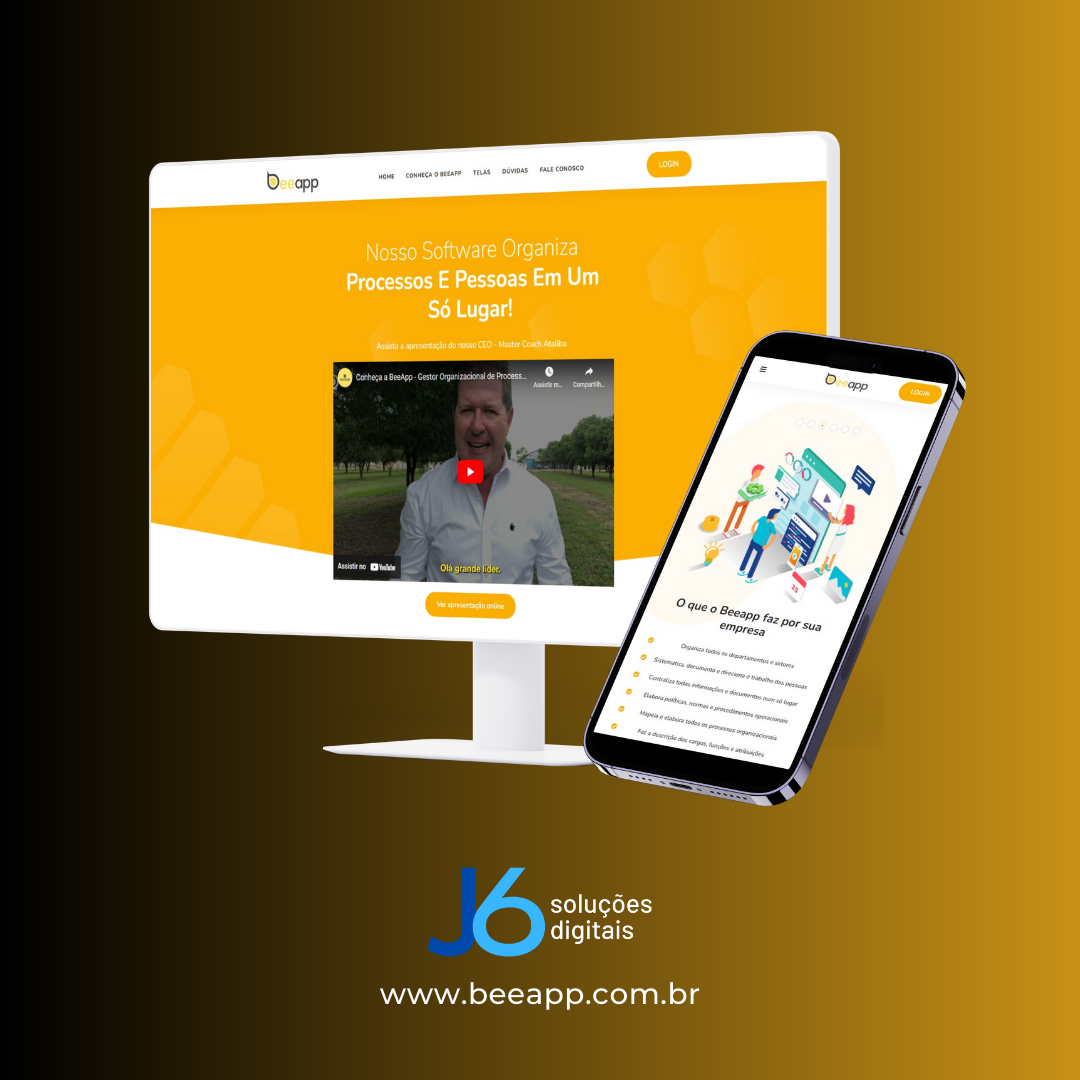 beeapp
HOME CONHEÇA O BEEAPP TELAS DÚVIDAS FALE CONOSCO
LOGIN
Nosso Software Organiza
Processos E Pessoas Em Um
Só Lugar!
Assista a apresentação do nosso CEO - Master Coach Ataliba
Conheça a BeeApp - Gestor Organizacional de Process...
Assistir m...
Compartilh...
Olá grande líder.
Assistir no YouTube
Ver apresentação online
beeapp
LOGIN
25
O que o Beeapp faz por sua
empresa
Organiza todos os departamentos e setores
Sistematiza, documenta e direciona o trabalho das pessoas
Centraliza todas informações e documentos num só lugar
Elabora políticas, normas e procedimentos operacionais
Mapeia e elabora todos os processos organizacionais
Faz a descrição dos cargos, funções e atribuições
J6 soluções
digitais
www.beeapp.com.br